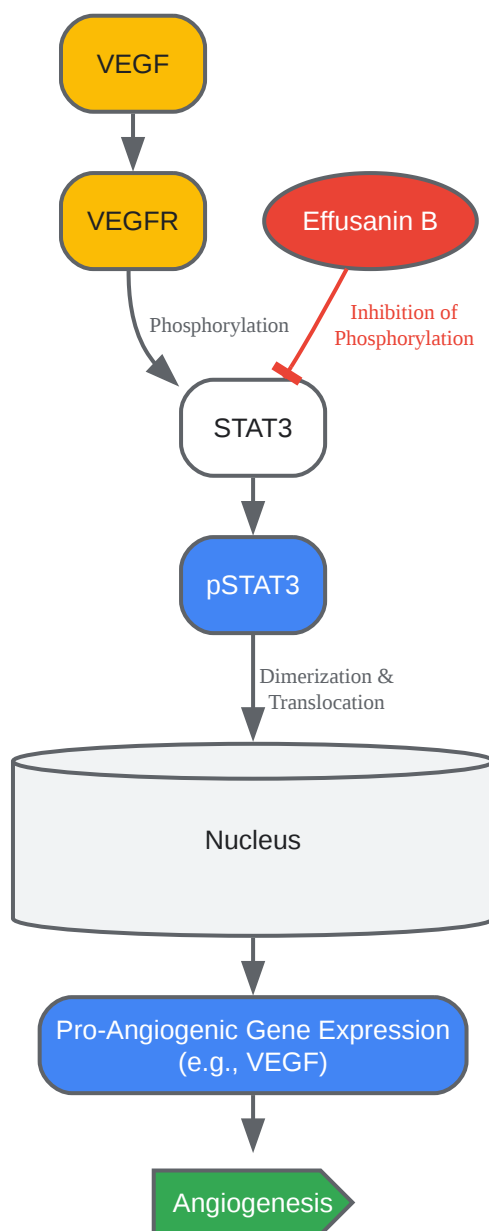 VEGF
VEGFR
Effusanin B
Phosphorylation
Inhibition of
Phosphorylation
STAT3
pSTAT3
Dimerization &
Translocation
Nucleus
Pro-Angiogenic Gene Expression
(e.g., VEGF)
Angiogenesis